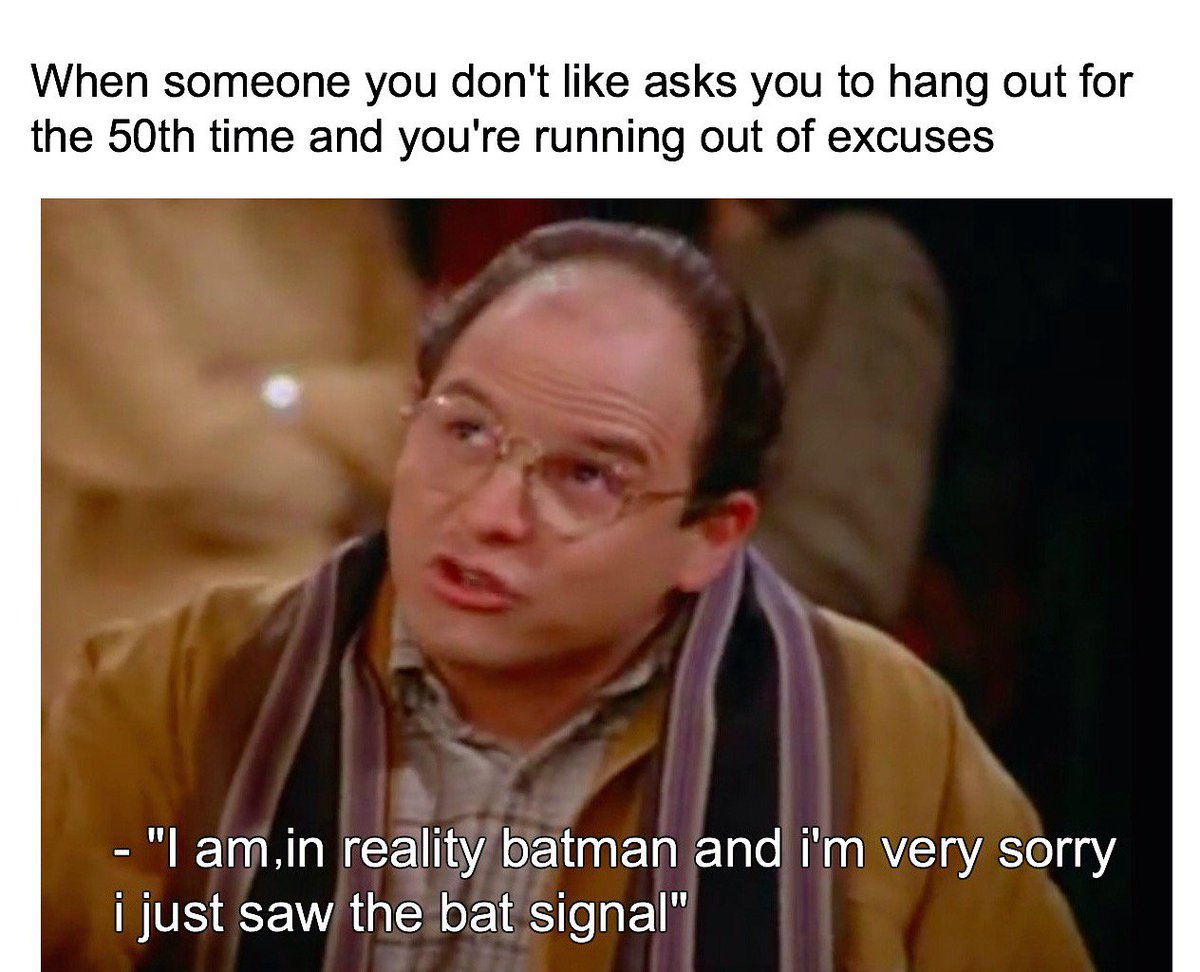 When someone you don't like asks you to hang out for
the 50th time and you're running out of excuses
- "I am,in reality batman and i'm very sorry
i just saw the bat signal"